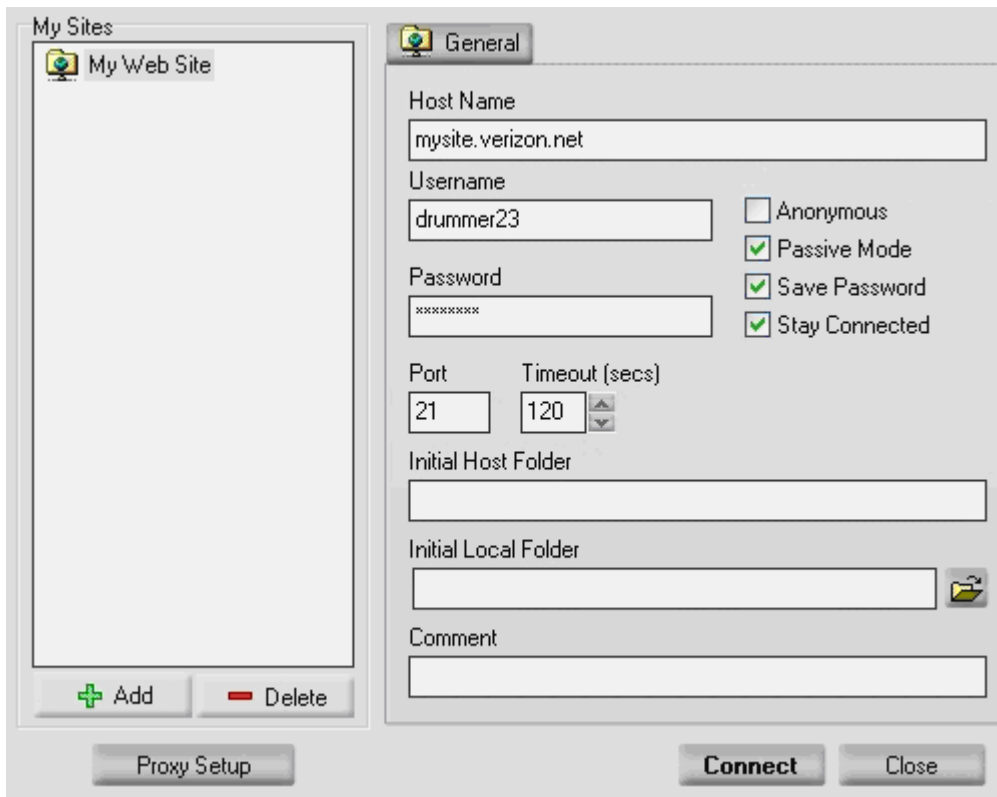 My Sites
My Web Site
General
Host Name
mysite.verizon.net
Username
drummer23
Anonymous
Passive Mode
Password
Save Password
********
Stay Connected
Port Timeout (secs)
21 120
Initial Host Folder
Initial Local Folder
Comment
Add Delete
Proxy Setup Connect Close